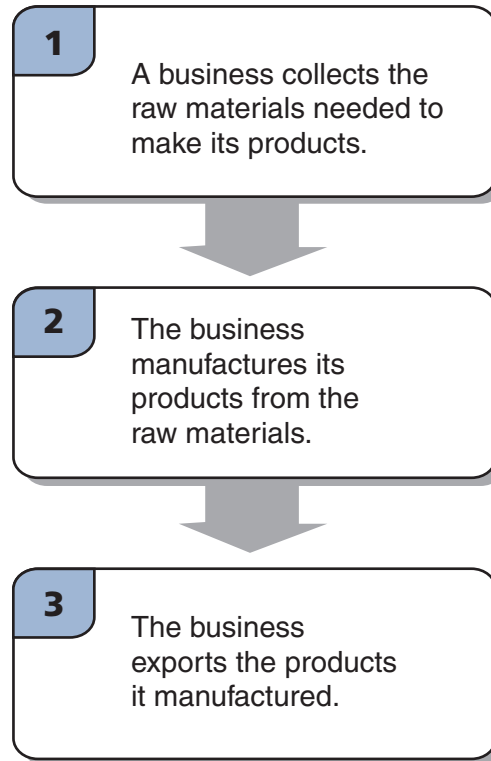 1
A business collects the
raw materials needed to
make its products.
2
The business
manufactures its
products from the
raw materials.
3
The business
exports the products
it manufactured.